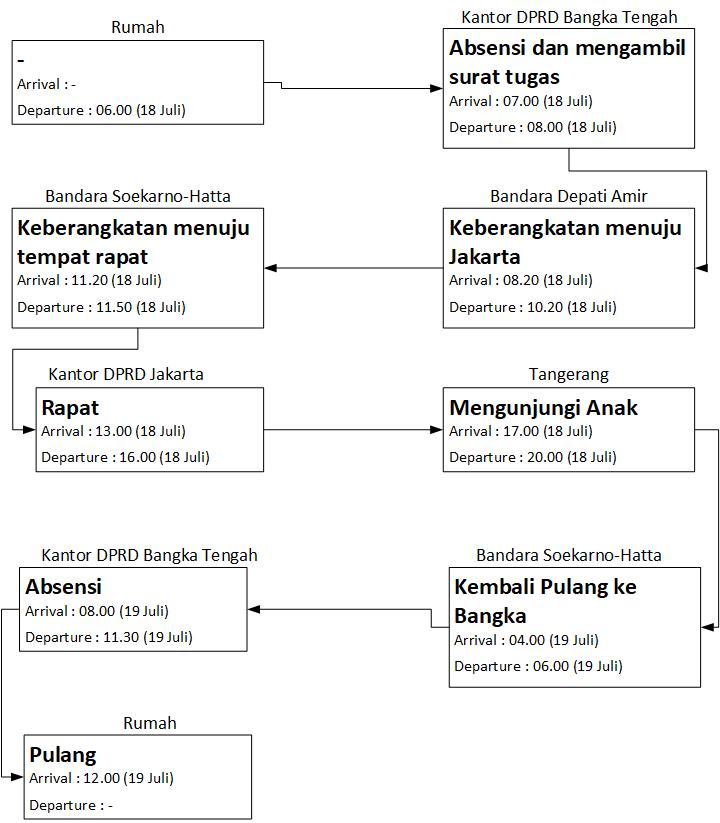 Rumah
-
Arrival : -
Departure : 06.00 (18 Juli)
Kantor DPRD Bangka Tengah
Absensi dan mengambil
surat tugas
Arrival : 07.00 (18 Juli)
Departure : 08.00 (18 Juli)
Bandara Depati Amir
Keberangkatan menuju
Jakarta
Arrival : 08.20 (18 Juli)
Departure : 10.20 (18 Juli)
Bandara Soekarno-Hatta
Keberangkatan menuju
tempat rapat
Arrival : 11.20 (18 Juli)
Departure : 11.50 (18 Juli)
Kantor DPRD Jakarta
Rapat
Arrival : 13.00 (18 Juli)
Departure : 16.00 (18 Juli)
Tangerang
Mengunjungi Anak
Arrival : 17.00 (18 Juli)
Departure : 20.00 (18 Juli)
Bandara Soekarno-Hatta
Kembali Pulang ke
Bangka
Arrival : 04.00 (19 Juli)
Departure : 06.00 (19 Juli)
Kantor DPRD Bangka Tengah
Absensi
Arrival : 08.00 (19 Juli)
Departure : 11.30 (19 Juli)
Rumah
Pulang
Arrival : 12.00 (19 Juli)
Departure : -